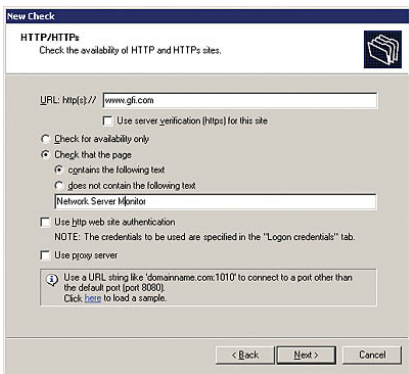 New Check
HTTP/HTTPs
Check the availability of HTTP and HTTPs sites.
URL: http(s):// www.gfi.com
Use server verification (https) for this site
Check for availability only
Check that the page
contains the following text
does not contain the following text
Network Server Monitor
Use http web site authentication
NOTE: The credentials to be used are specified in the "Logon credentials" tab.
Use proxy server
Use a URL string like 'domainname.com:1010' to connect to a port other than
the default port (port 8080).
Click here to load a sample.
< Back Next > Cancel